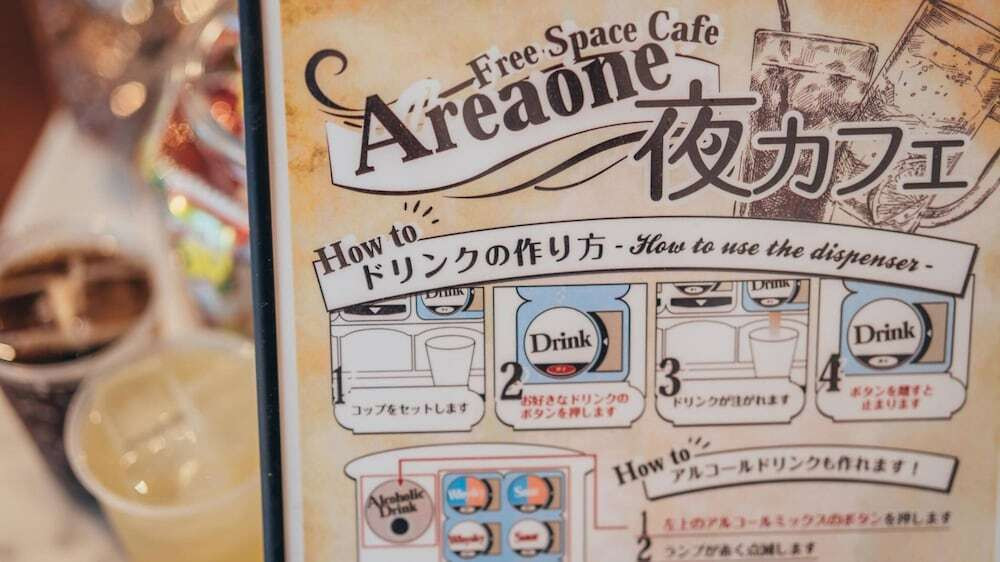 Free Space Cafe
Areaone
夜カフェ
How to
ドリンクの作り方 - How to use the dispenser -
Drink
Drink
Drink
Drink
1
コップをセットします
2
お好きなドリンクの
ボタンを押します
3
ドリンクが注がれます
4
ボタンを離すと
止まります
How to
アルコールドリンクも作れます！
Alcoholic
Drink
Whisky
Sour
Whisky
Sour
1 左上のアルコールミックスのボタンを押します
2 ランプが赤く点滅します